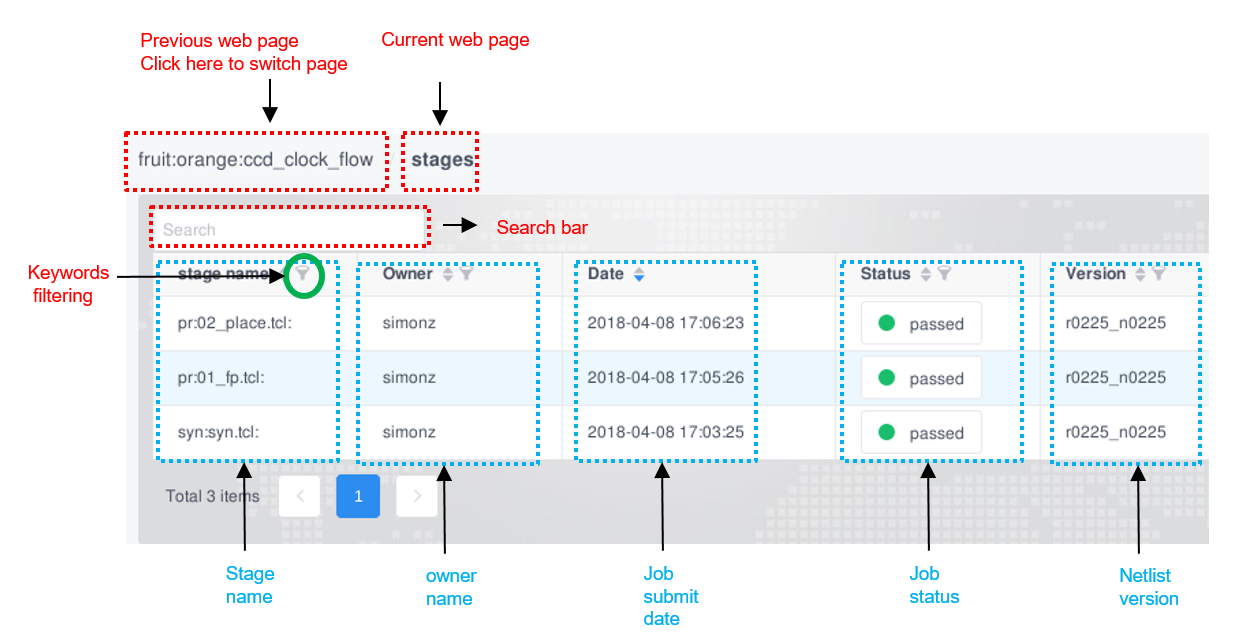 Previous web page
Click here to switch page
Current web page
fruit:orange:ccd_clock_flow
stages
Search
Search bar
Keywords
filtering
stage name
Owner
Date
Status
Version
pr:02_place.tcl:
simonz
2018-04-08 17:06:23
passed
r0225_n0225
pr:01_fp.tcl:
simonz
2018-04-08 17:05:26
passed
r0225_n0225
syn:syn.tcl:
simonz
2018-04-08 17:03:25
passed
r0225_n0225
Total 3 items
1
Stage
name
owner
name
Job
submit
date
Job
status
Netlist
version